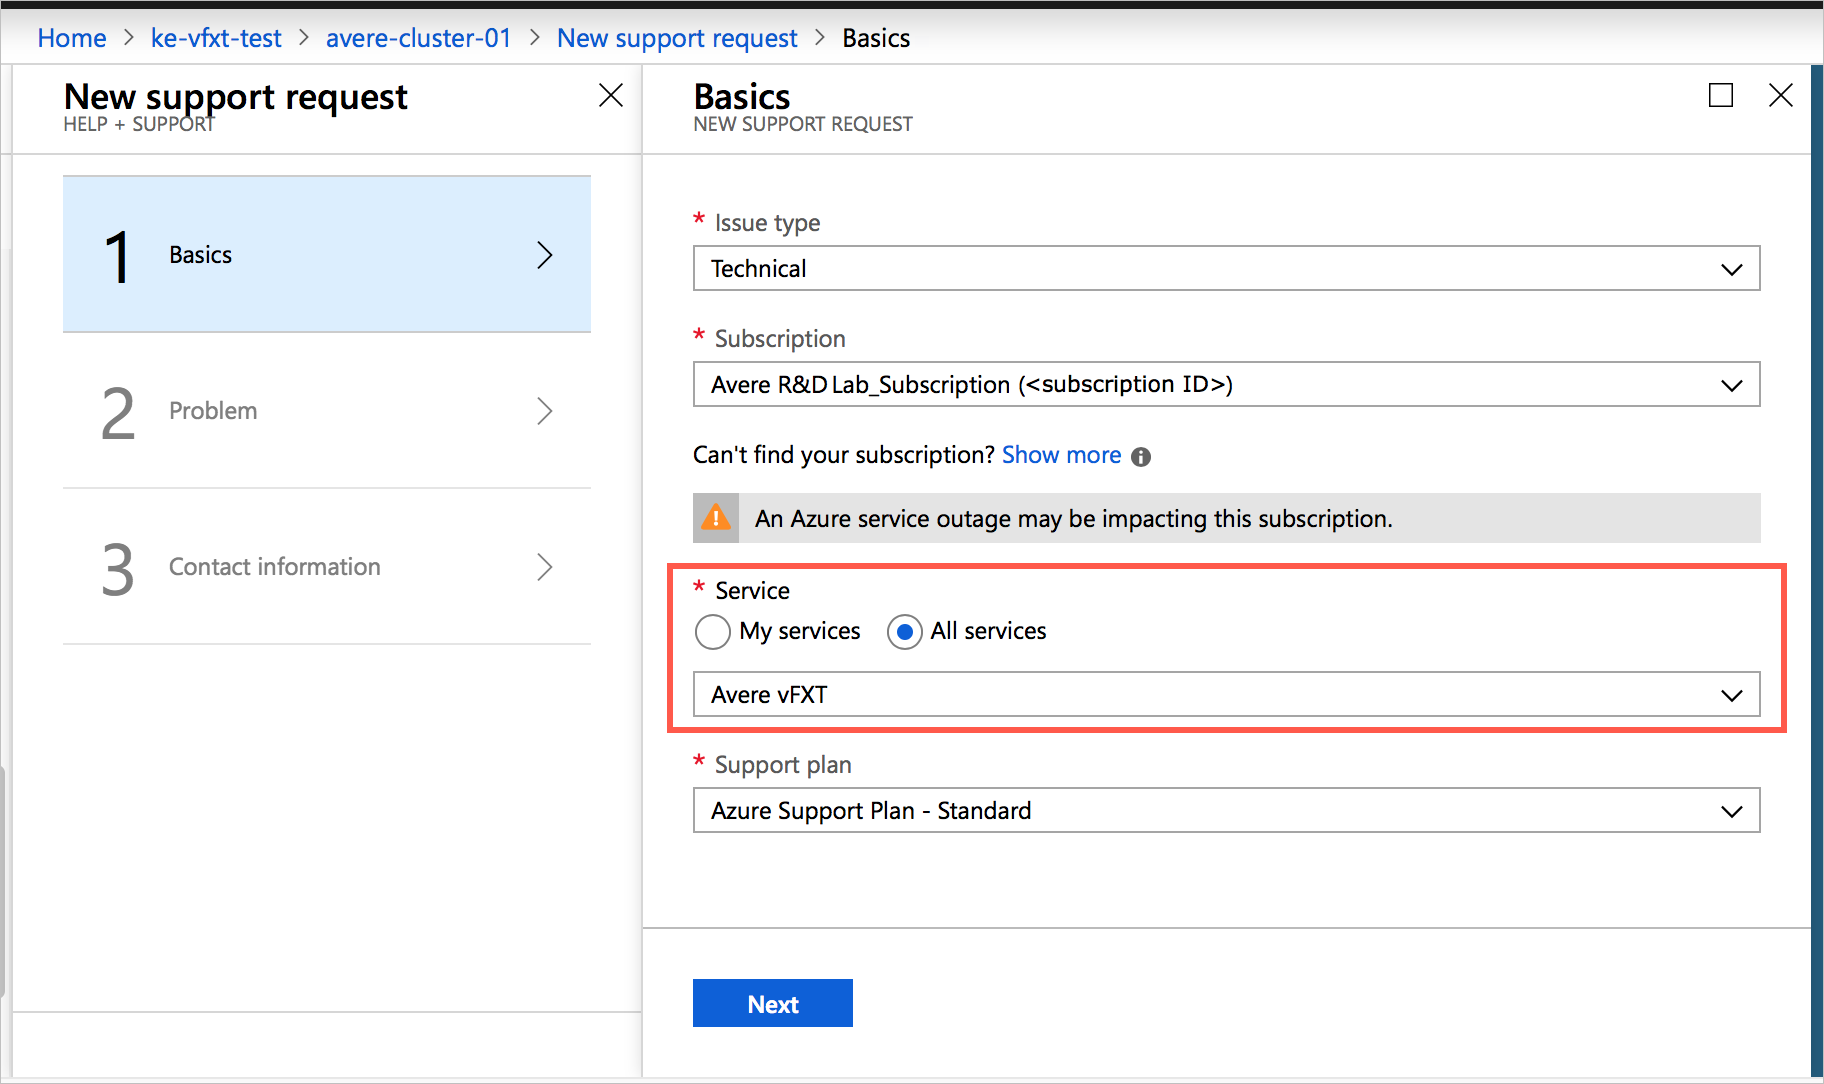 Home > ke-vfxt-test > avere-cluster-01 > New support request > Basics
New support request
HELP + SUPPORT
1 Basics
2 Problem
3 Contact information
Basics
NEW SUPPORT REQUEST
* Issue type
Technical
* Subscription
Avere R&D Lab_Subscription (<subscription ID>)
Can't find your subscription? Show more
An Azure service outage may be impacting this subscription.
* Service
My services All services
Avere vFXT
* Support plan
Azure Support Plan - Standard
Next